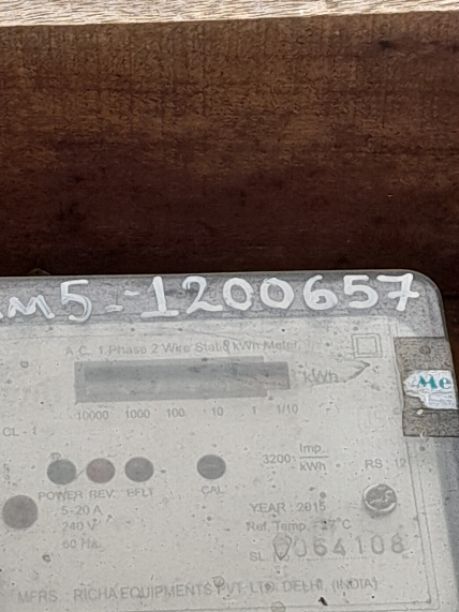 M5-1200657
A.C. 1 Phase 2 Wire Static kWh Meter
kWh
Me
10000 1000 100 10 1 1/10
CL - 1
3200 Imp./kWh RS : 12
POWER REV. EFLT CAL
5-20 A
240 V
YEAR : 2015
Ref. Temp. 27°C
SL. 064108
MFRS. : RICHA EQUIPMENTS PVT. LTD. DELHI. (INDIA)